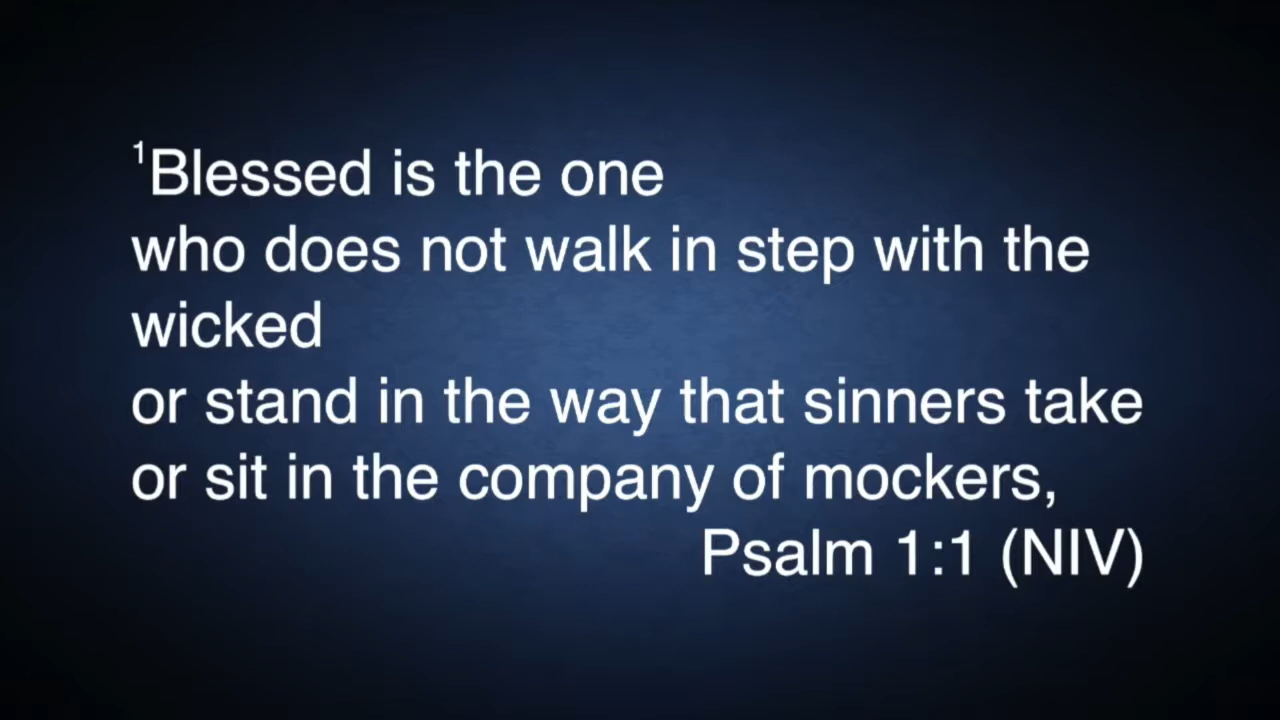 ¹Blessed is the one
who does not walk in step with the
wicked
or stand in the way that sinners take
or sit in the company of mockers,
Psalm 1:1 (NIV)